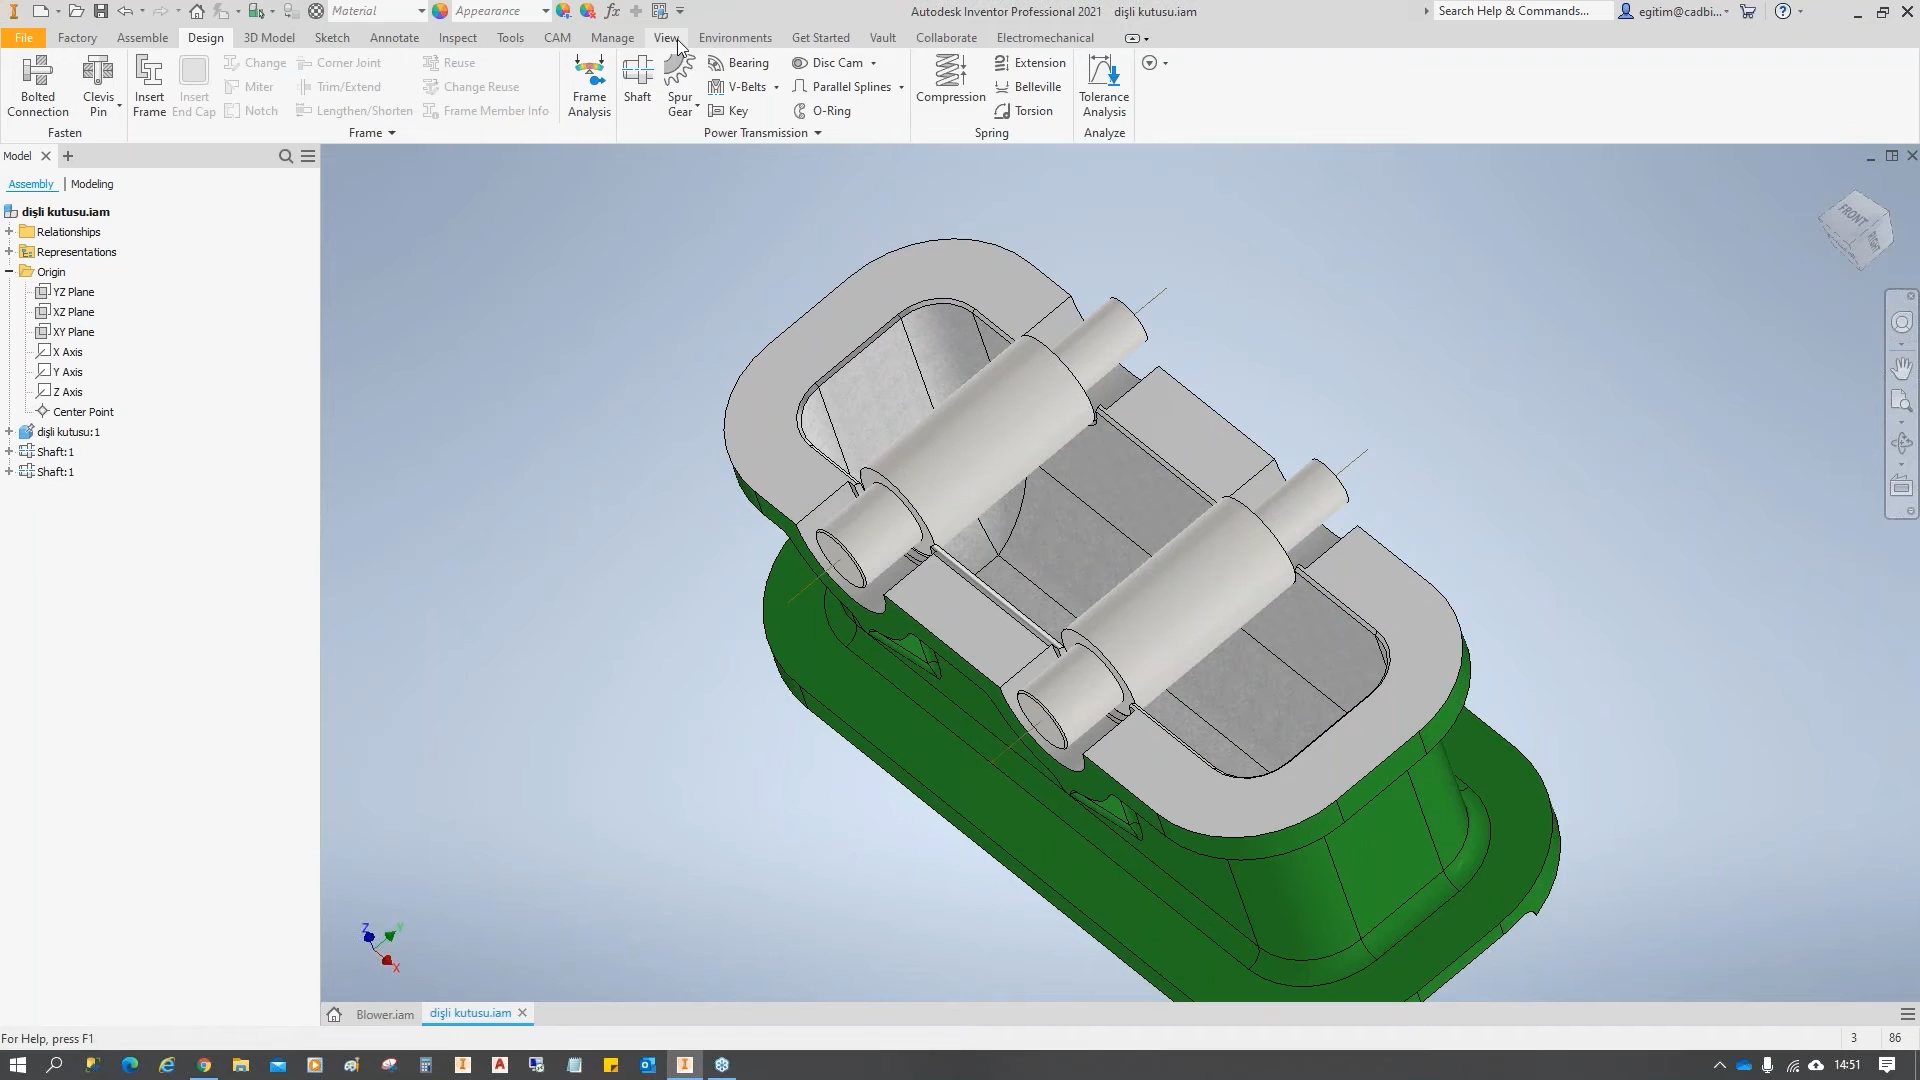 Material
Appearance
fx
Autodesk Inventor Professional 2021 dişli kutusu.iam
Search Help & Commands...
egitim@cadbi...
File Factory Assemble Design 3D Model Sketch Annotate Inspect Tools CAM Manage View Environments Get Started Vault Collaborate Electromechanical
Bolted Connection
Clevis Pin
Fasten
Insert Frame
Insert End Cap
Change
Miter
Notch
Corner Joint
Trim/Extend
Lengthen/Shorten
Reuse
Change Reuse
Frame Member Info
Frame
Frame Analysis
Shaft
Spur Gear
Bearing
V-Belts
Key
Disc Cam
Parallel Splines
O-Ring
Power Transmission
Compression
Extension
Belleville
Torsion
Spring
Tolerance Analysis
Analyze
Model
Assembly | Modeling
dişli kutusu.iam
Relationships
Representations
Origin
YZ Plane
XZ Plane
XY Plane
X Axis
Y Axis
Z Axis
Center Point
dişli kutusu:1
Shaft:1
Shaft:1
FRONT
RIGHT
Z
Y
X
Blower.iam
dişli kutusu.iam
For Help, press F1
3 86
14:51